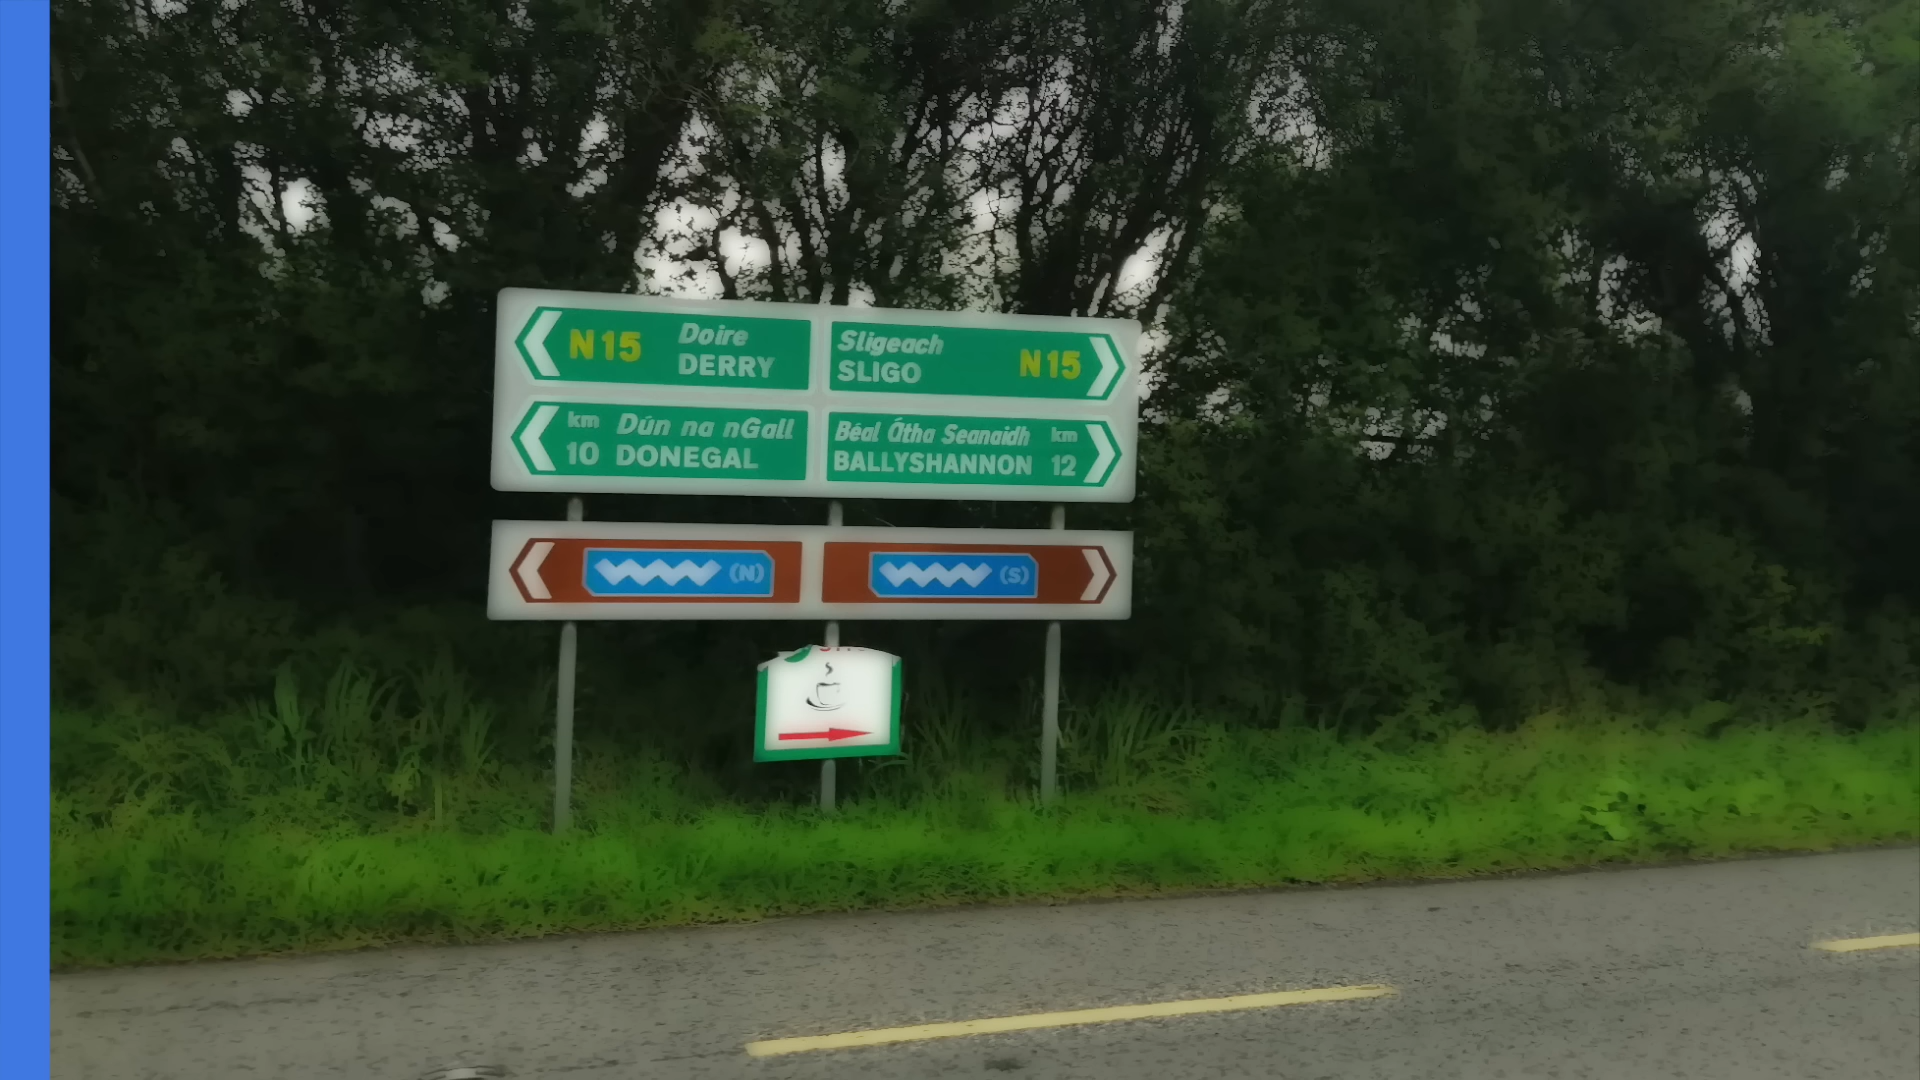 N15 Doire
DERRY
Sligeach
SLIGO N15
km Dún na nGall
10 DONEGAL
Béal Átha Seanaidh km
BALLYSHANNON 12
(N)
(S)